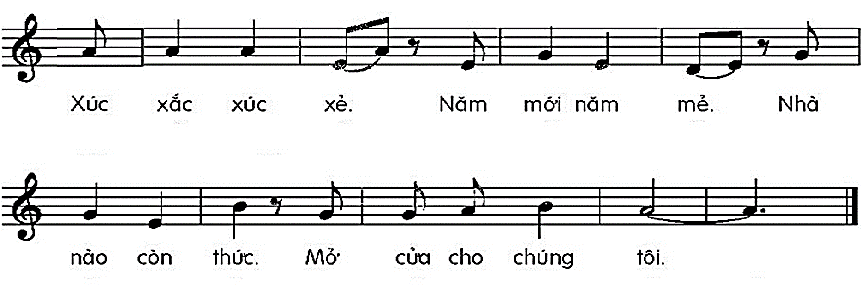 Xúc xắc xúc xẻ. Năm mới năm mẻ. Nhà
nào còn thức. Mở cửa cho chúng tôi.